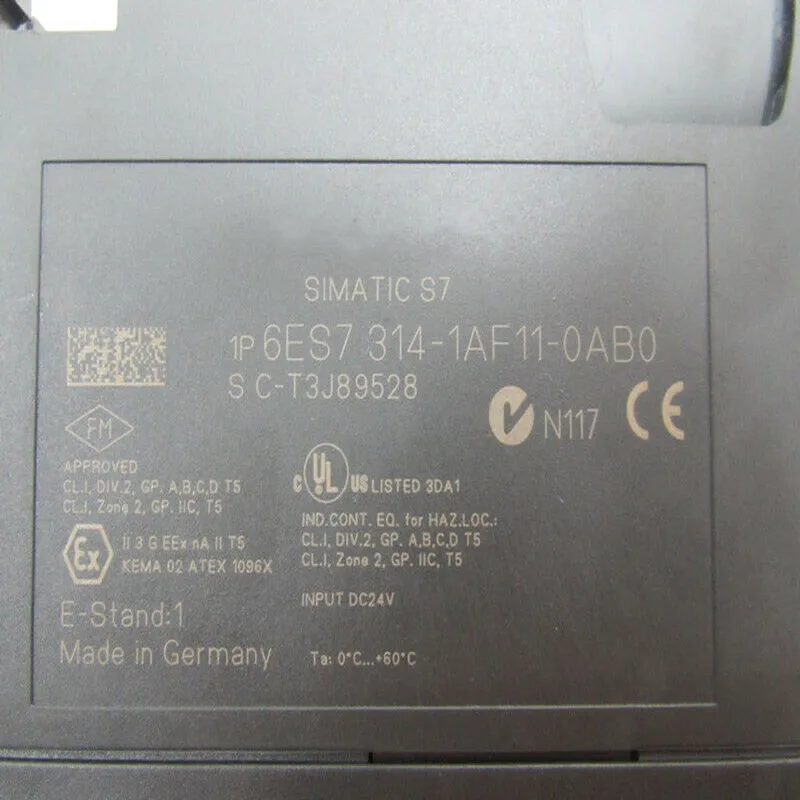 SIMATIC S7
1P 6ES7 314-1AF11-0AB0
S C-T3J89528
N117 CE
FM
APPROVED
CL.I, DIV.2, GP. A,B,C,D T5
CL.I, Zone 2, GP. IIC, T5
Ex
II 3 G EEx nA II T5
KEMA 02 ATEX 1096X
E-Stand:1
Made in Germany
C UL US LISTED 3DA1
IND.CONT. EQ. for HAZ.LOC.:
CL.I, DIV.2, GP. A,B,C,D T5
CL.I, Zone 2, GP. IIC, T5
INPUT DC24V
Ta: 0°C...+60°C